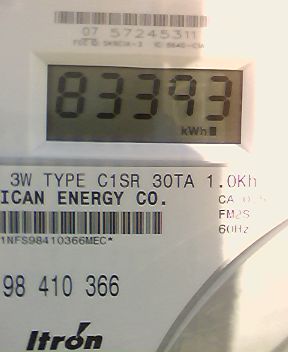 07 57245311
83393
kWh
3W TYPE C1SR 30TA 1.0Kh
ICAN ENERGY CO.
CA
FM2S
60Hz
1NFS98410366MEC*
98 410 366
Itron